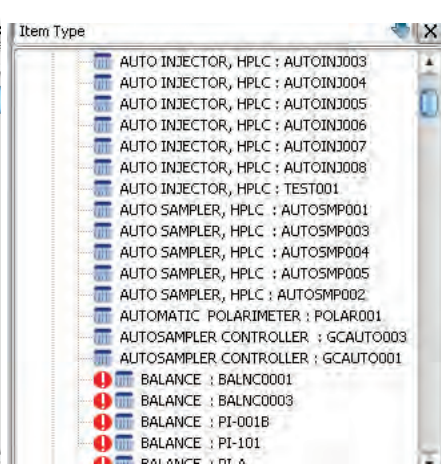 Item Type
AUTO INJECTOR, HPLC : AUTOINJ003
AUTO INJECTOR, HPLC : AUTOINJ004
AUTO INJECTOR, HPLC : AUTOINJ005
AUTO INJECTOR, HPLC : AUTOINJ006
AUTO INJECTOR, HPLC : AUTOINJ007
AUTO INJECTOR, HPLC : AUTOINJ008
AUTO INJECTOR, HPLC : TEST001
AUTO SAMPLER, HPLC : AUTOSMP001
AUTO SAMPLER, HPLC : AUTOSMP003
AUTO SAMPLER, HPLC : AUTOSMP004
AUTO SAMPLER, HPLC : AUTOSMP005
AUTO SAMPLER, HPLC : AUTOSMP002
AUTOMATIC POLARIMETER : POLAR001
AUTOSAMPLER CONTROLLER : GCAUTO003
AUTOSAMPLER CONTROLLER : GCAUTO001
BALANCE : BALNC0001
BALANCE : BALNC0003
BALANCE : PI-001B
BALANCE : PI-101
BALANCE : PI-A